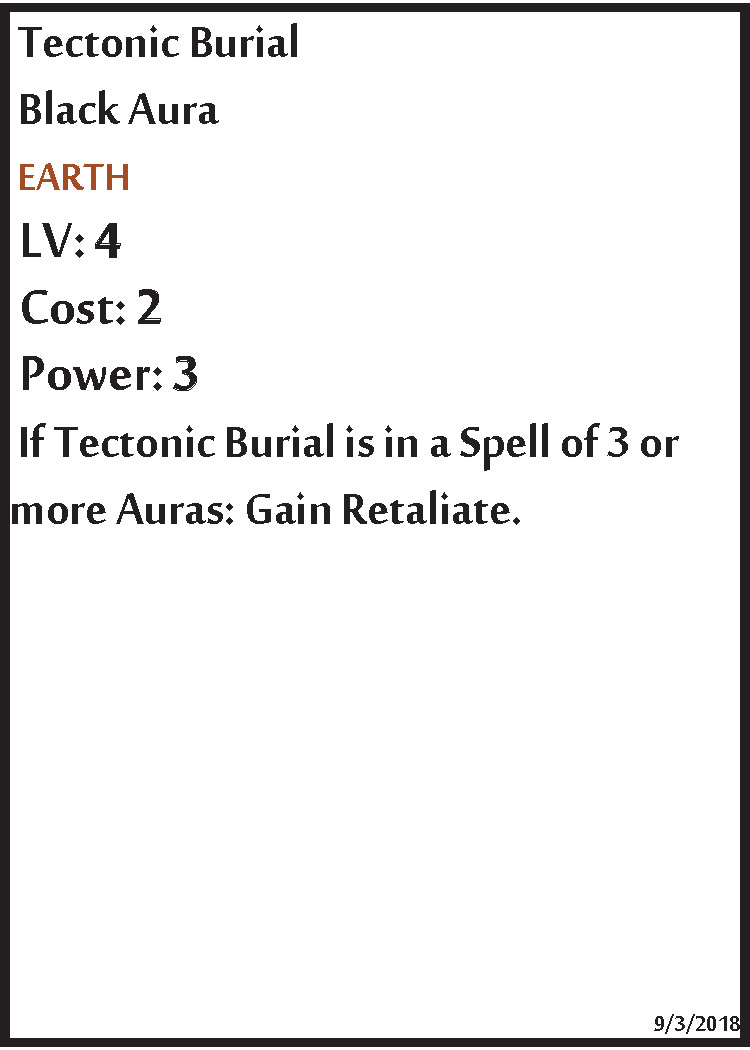 Tectonic Burial
Black Aura
EARTH
LV: 4
Cost: 2
Power: 3
If Tectonic Burial is in a Spell of 3 or
more Auras: Gain Retaliate.
9/3/2018